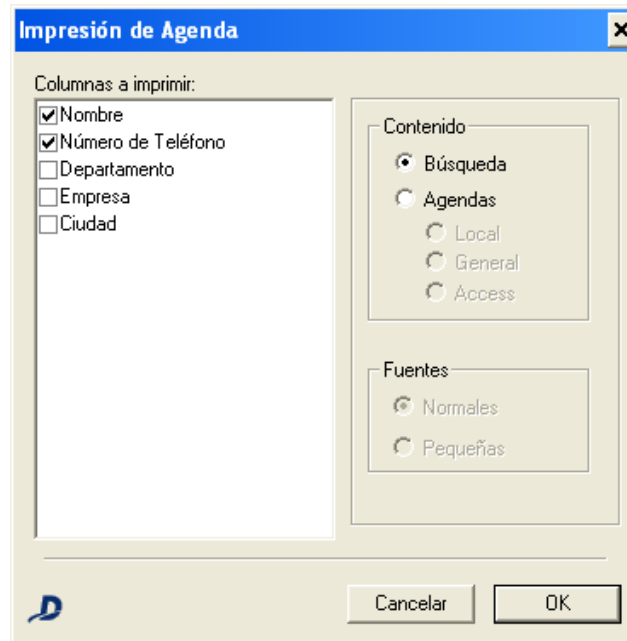 Impresión de Agenda
Columnas a imprimir:
Nombre
Número de Teléfono
Departamento
Empresa
Ciudad
Contenido
Búsqueda
Agendas
Local
General
Access
Fuentes
Normales
Pequeñas
Cancelar
OK